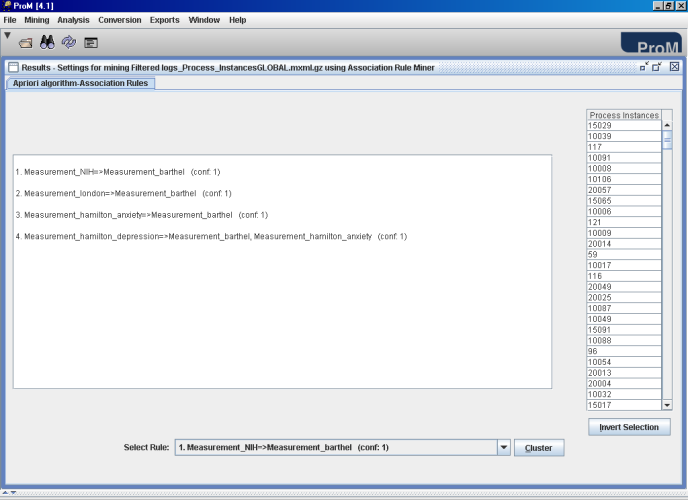 ProM [4.1]
File Mining Analysis Conversion Exports Window Help
ProM
Results - Settings for mining Filtered logs_Process_InstancesGLOBAL.mxml.gz using Association Rule Miner
Apriori algorithm-Association Rules
Process Instances
15029
10039
117
10091
10008
10106
20057
15065
10006
121
10009
20014
59
10017
116
20049
20025
10087
10049
15091
10088
96
10054
20013
20004
10032
15017
1. Measurement_NIH=>Measurement_barthel (conf: 1)
2. Measurement_london=>Measurement_barthel (conf: 1)
3. Measurement_hamilton_anxiety=>Measurement_barthel (conf: 1)
4. Measurement_hamilton_depression=>Measurement_barthel, Measurement_hamilton_anxiety (conf: 1)
Invert Selection
Select Rule: 1. Measurement_NIH=>Measurement_barthel (conf: 1) Cluster